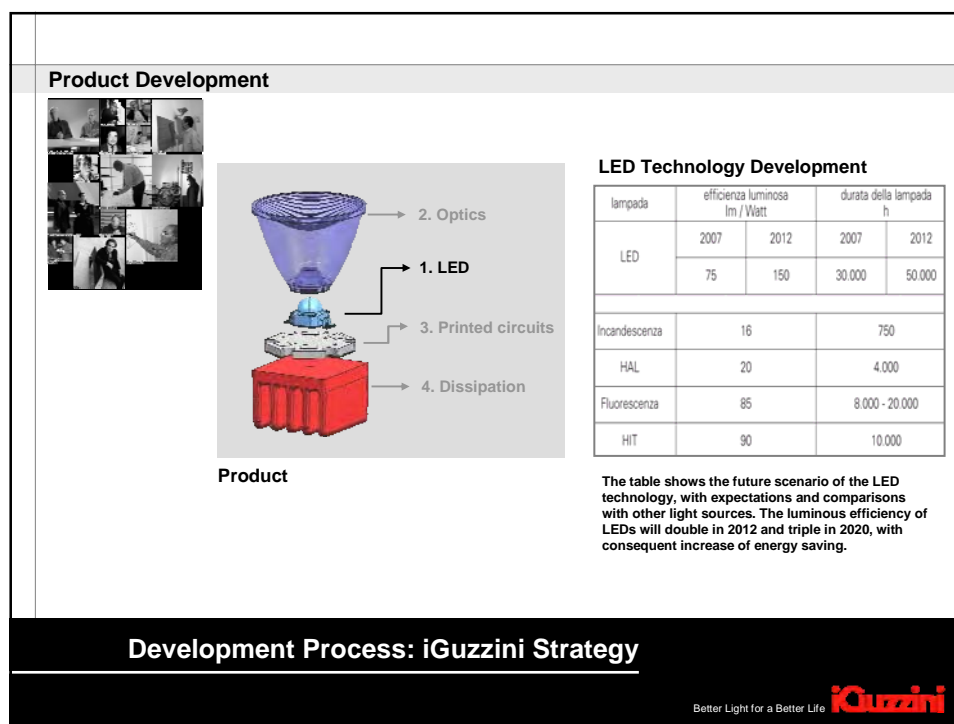 Product Development
2. Optics
1. LED
3. Printed circuits
4. Dissipation
Product
LED Technology Development
lampada efficienza luminosa durata della lampada
lm / Watt h
LED 2007 2012 2007 2012
75 150 30.000 50.000
Incandescenza 16 750
HAL 20 4.000
Fluorescenza 85 8.000 - 20.000
HIT 90 10.000
The table shows the future scenario of the LED
technology, with expectations and comparisons
with other light sources. The luminous efficiency of
LEDs will double in 2012 and triple in 2020, with
consequent increase of energy saving.
Development Process: iGuzzini Strategy
Better Light for a Better Life iGuzzini